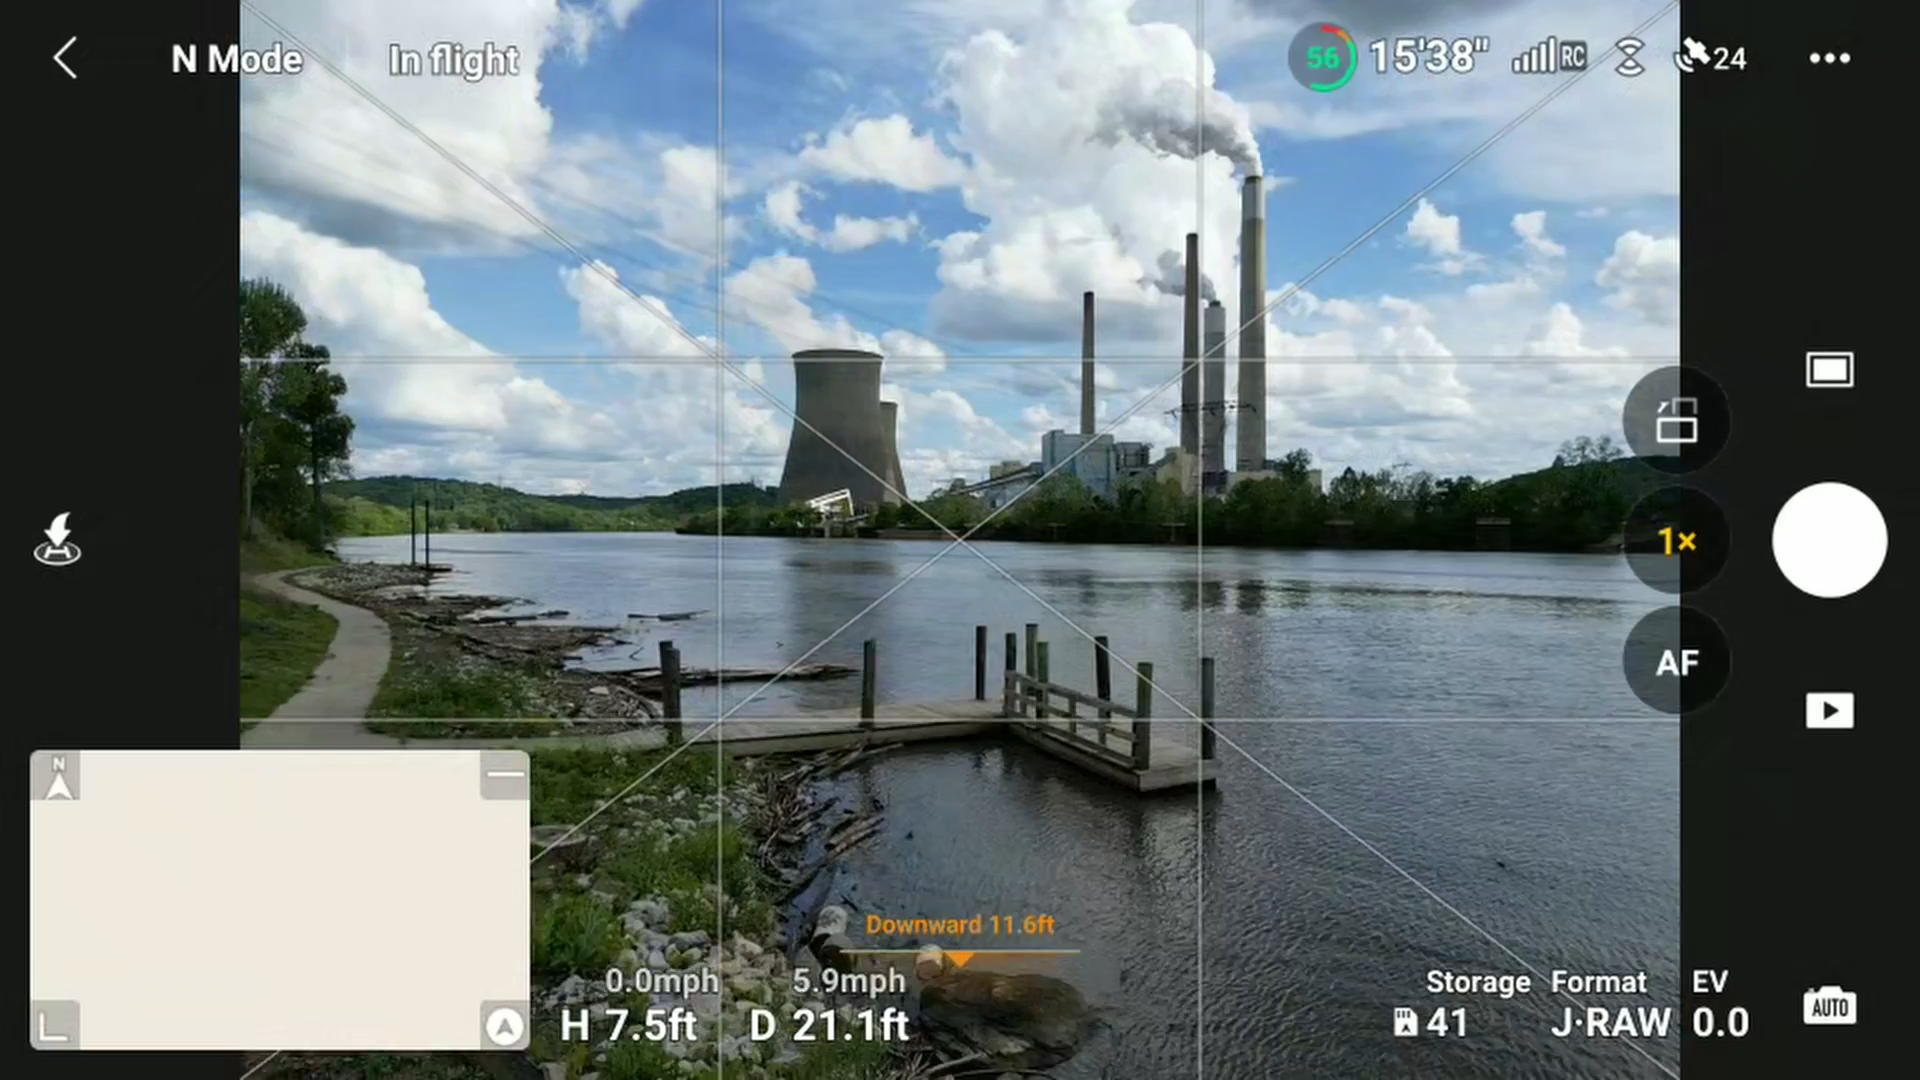 N Mode In flight 56 15'38" RC 24
1×
AF
N
Downward 11.6ft
0.0mph 5.9mph Storage Format EV
H 7.5ft D 21.1ft 41 J·RAW 0.0
AUTO